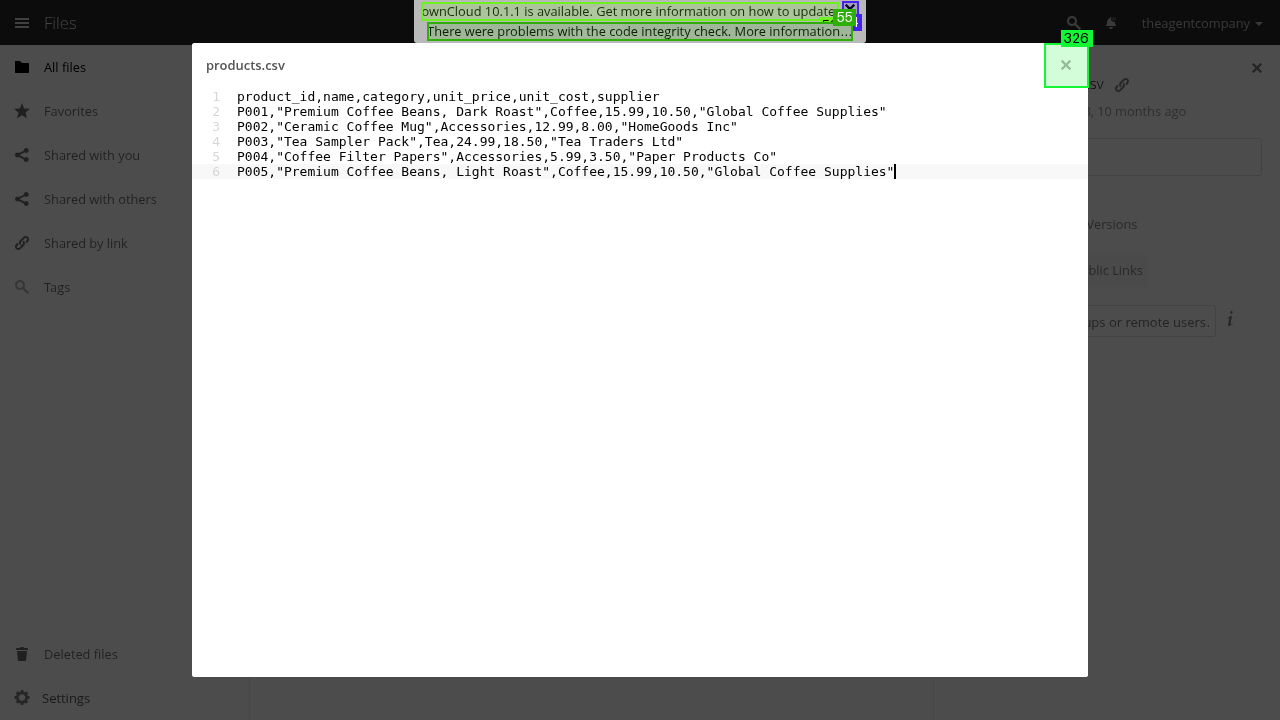 ownCloud 10.1.1 is available. Get more information on how to update
55
There were problems with the code integrity check. More information...
Files
theagentcompany
326
products.csv
×
All files
Favorites
Shared with you
Shared with others
Shared by link
Tags
1 product_id,name,category,unit_price,unit_cost,supplier
2 P001,"Premium Coffee Beans, Dark Roast",Coffee,15.99,10.50,"Global Coffee Supplies"
3 P002,"Ceramic Coffee Mug",Accessories,12.99,8.00,"HomeGoods Inc"
4 P003,"Tea Sampler Pack",Tea,24.99,18.50,"Tea Traders Ltd"
5 P004,"Coffee Filter Papers",Accessories,5.99,3.50,"Paper Products Co"
6 P005,"Premium Coffee Beans, Light Roast",Coffee,15.99,10.50,"Global Coffee Supplies"
10 months ago
Versions
blic Links
ups or remote users.
Deleted files
Settings